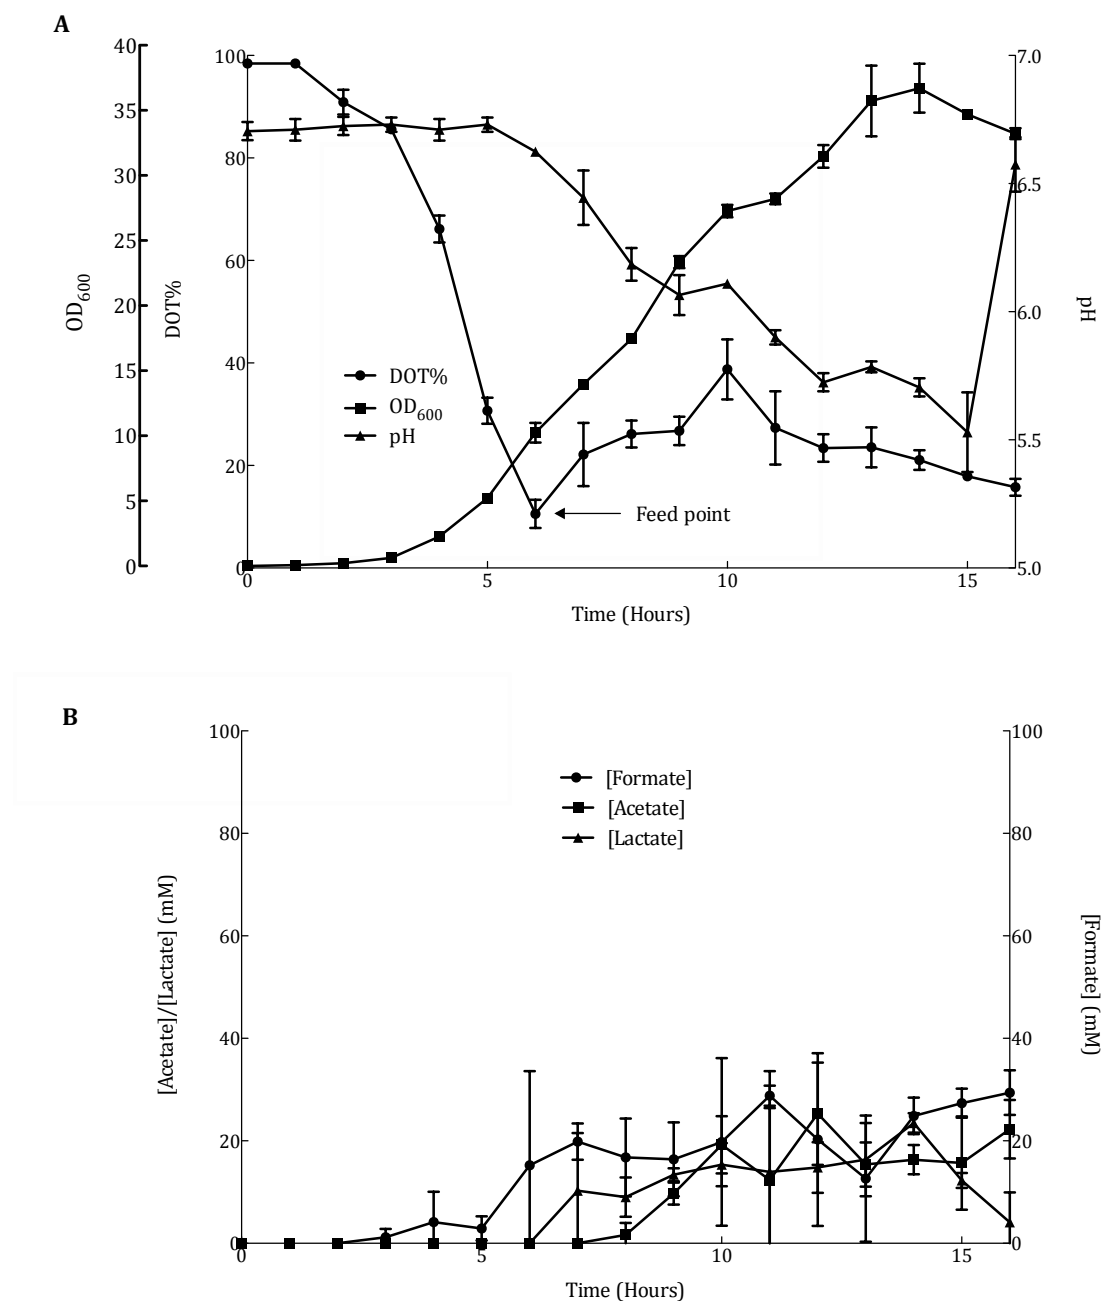 A
40
35
30
25
20
15
10
5
0
OD600
100
80
60
40
20
0
DOT%
7.0
6.5
6.0
5.5
5.0
pH
DOT%
OD600
pH
Feed point
0
5
10
15
Time (Hours)
B
100
80
60
40
20
0
[Acetate]/[Lactate] (mM)
100
80
60
40
20
0
[Formate] (mM)
[Formate]
[Acetate]
[Lactate]
0
5
10
15
Time (Hours)